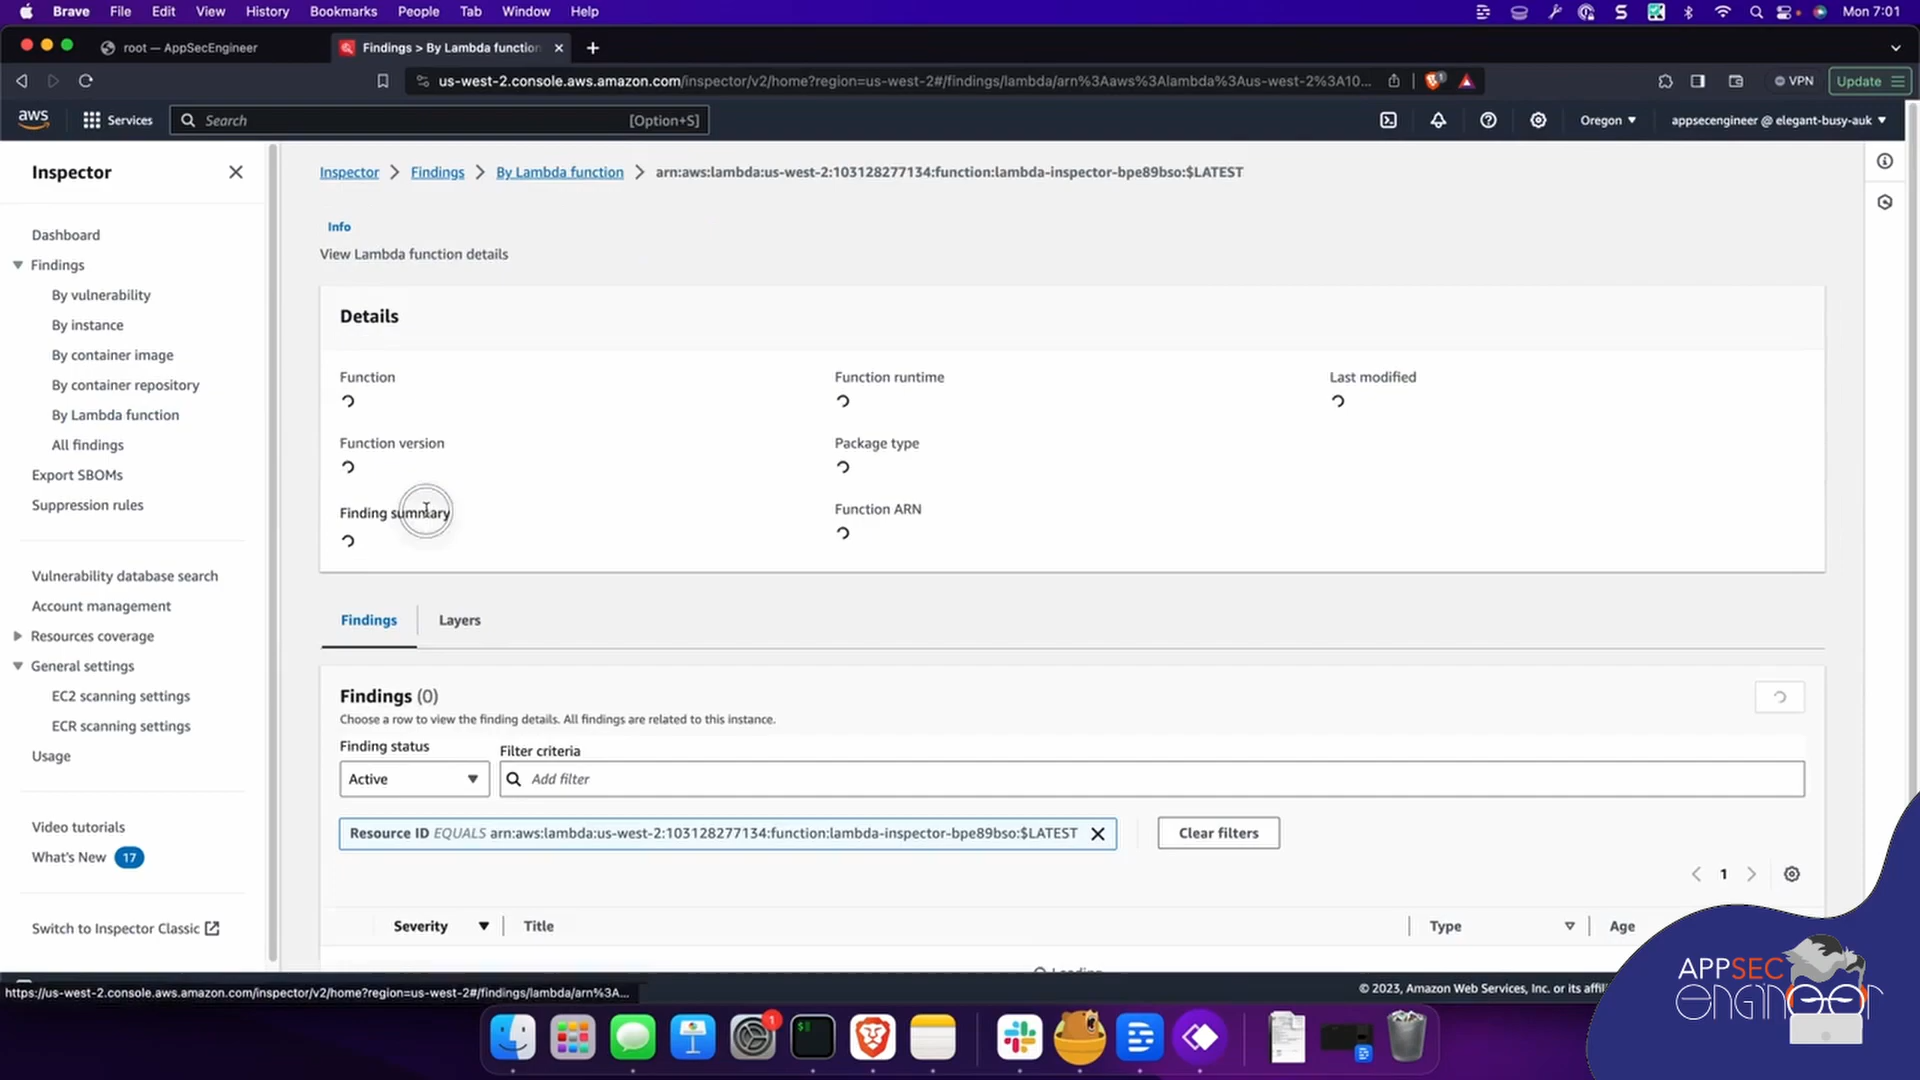 Brave File Edit View History Bookmarks People Tab Window Help Mon 7:01
root — AppSecEngineer Findings > By Lambda function
us-west-2.console.aws.amazon.com/inspector/v2/home?region=us-west-2#/findings/lambda/arn%3Aaws%3Alambda%3Aus-west-2%3A10... 1 VPN Update
aws Services Search [Option+S] Oregon appsecengineer @ elegant-busy-auk
Inspector
Dashboard
Findings
By vulnerability
By instance
By container image
By container repository
By Lambda function
All findings
Export SBOMs
Suppression rules
Vulnerability database search
Account management
Resources coverage
General settings
EC2 scanning settings
ECR scanning settings
Usage
Video tutorials
What's New 17
Switch to Inspector Classic
Inspector > Findings > By Lambda function > arn:aws:lambda:us-west-2:103128277134:function:lambda-inspector-bpe89bso:$LATEST
Info
View Lambda function details
Details
Function Function runtime Last modified
Function version Package type
Finding summary Function ARN
Findings Layers
Findings (0)
Choose a row to view the finding details. All findings are related to this instance.
Finding status Filter criteria
Active Add filter
Resource ID EQUALS arn:aws:lambda:us-west-2:103128277134:function:lambda-inspector-bpe89bso:$LATEST Clear filters
1
Severity Title Type Age
Loading
https://us-west-2.console.aws.amazon.com/inspector/v2/home?region=us-west-2#/findings/lambda/arn%3A...
© 2023, Amazon Web Services, Inc. or its affi
1
APPSEC
engineer